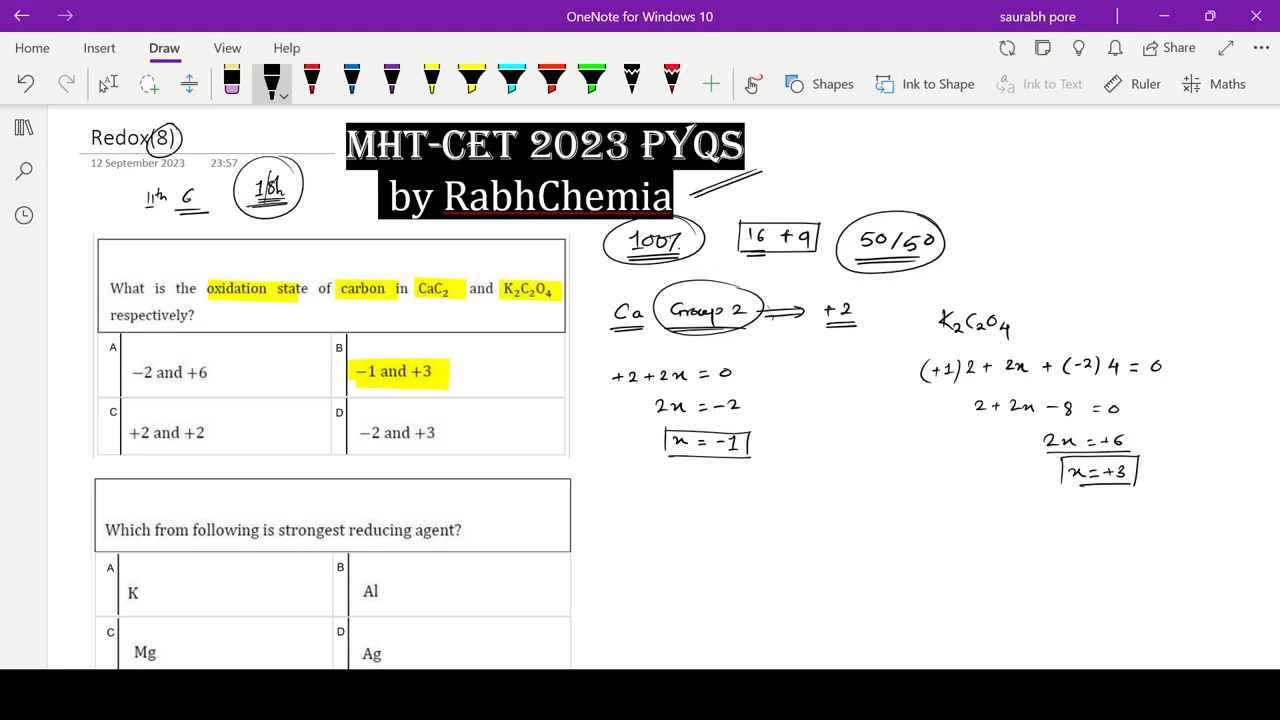 OneNote for Windows 10
saurabh pore
Home Insert Draw View Help
Share
Shapes Ink to Shape Ink to Text Ruler Maths
Redox(8)
12 September 2023 23:57
11th 6
MHT-CET 2023 PYQS
by RabhChemia
100%
16 + 9
50/50
What is the oxidation state of carbon in CaC₂ and K₂C₂O₄
respectively?
A
−2 and +6
B
−1 and +3
C
+2 and +2
D
−2 and +3
Ca Group 2 ⟹ +2
+2 + 2x = 0
2x = −2
x = −1
K₂C₂O₄
(+1)2 + 2x + (−2)4 = 0
2 + 2x − 8 = 0
2x = +6
x = +3
Which from following is strongest reducing agent?
A
K
B
Al
C
Mg
D
Ag